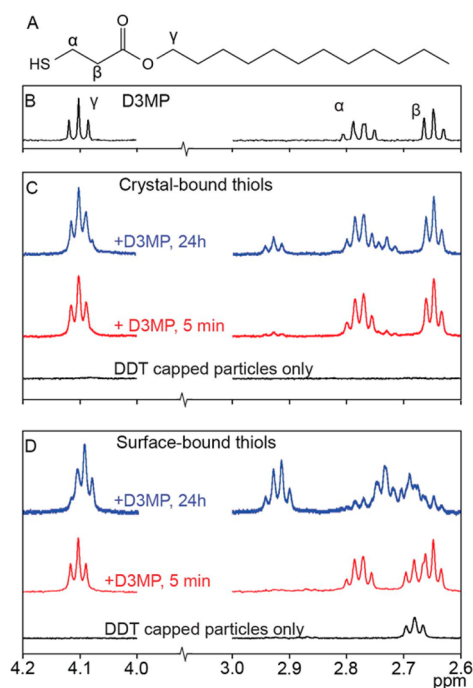 A
α
O
γ
HS
β
O
B
D3MP
γ
α
β
C
Crystal-bound thiols
+D3MP, 24h
+ D3MP, 5 min
DDT capped particles only
D
Surface-bound thiols
+D3MP, 24h
+D3MP, 5 min
DDT capped particles only
4.2 4.1 4.0 3.0 2.9 2.8 2.7 2.6
ppm